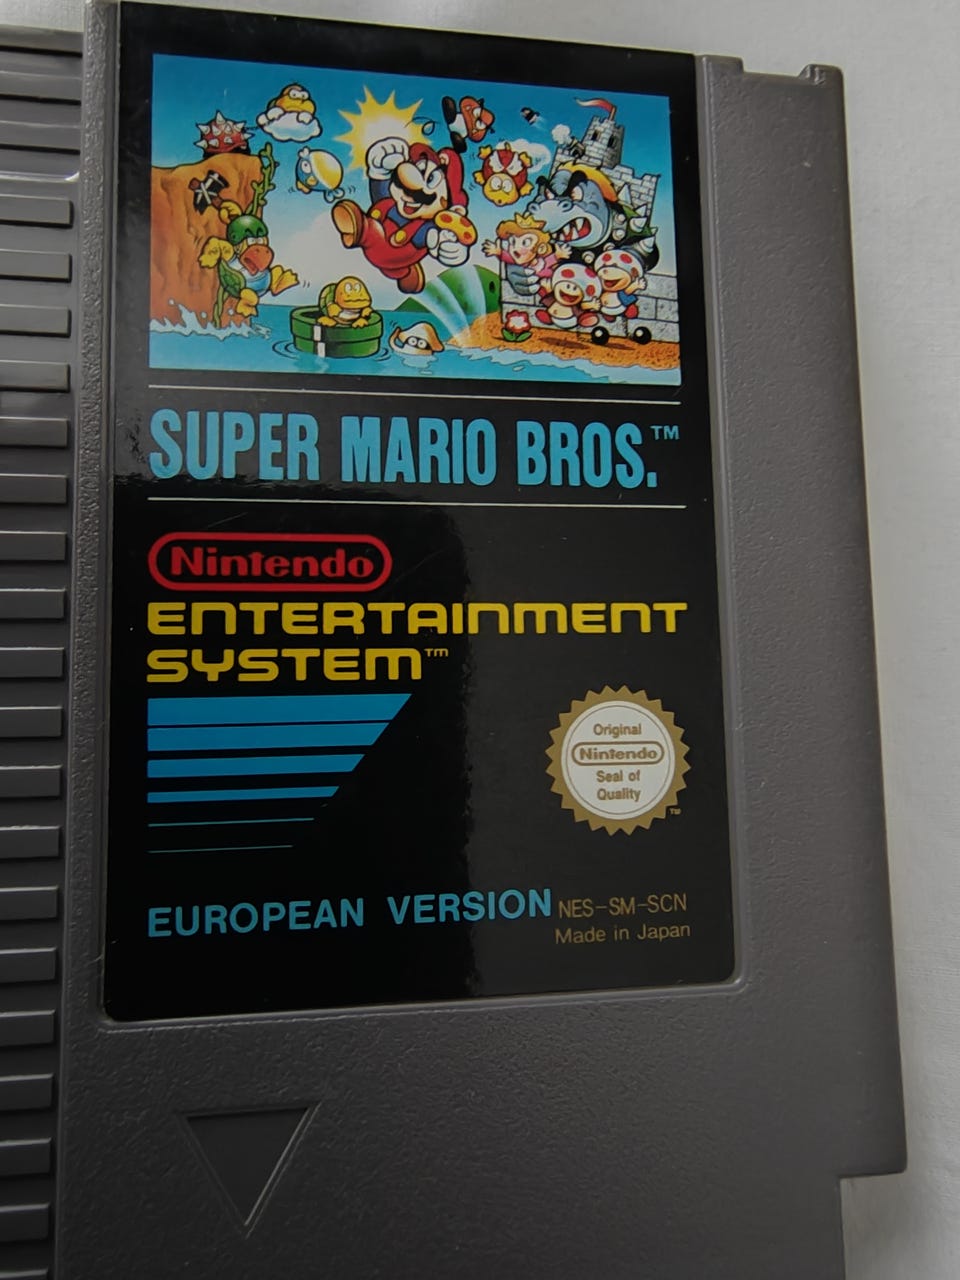 SUPER MARIO BROS.™
Nintendo
ENTERTAINMENT
SYSTEM™
Original
Nintendo
Seal of
Quality
TM
EUROPEAN VERSION
NES-SM-SCN
Made in Japan